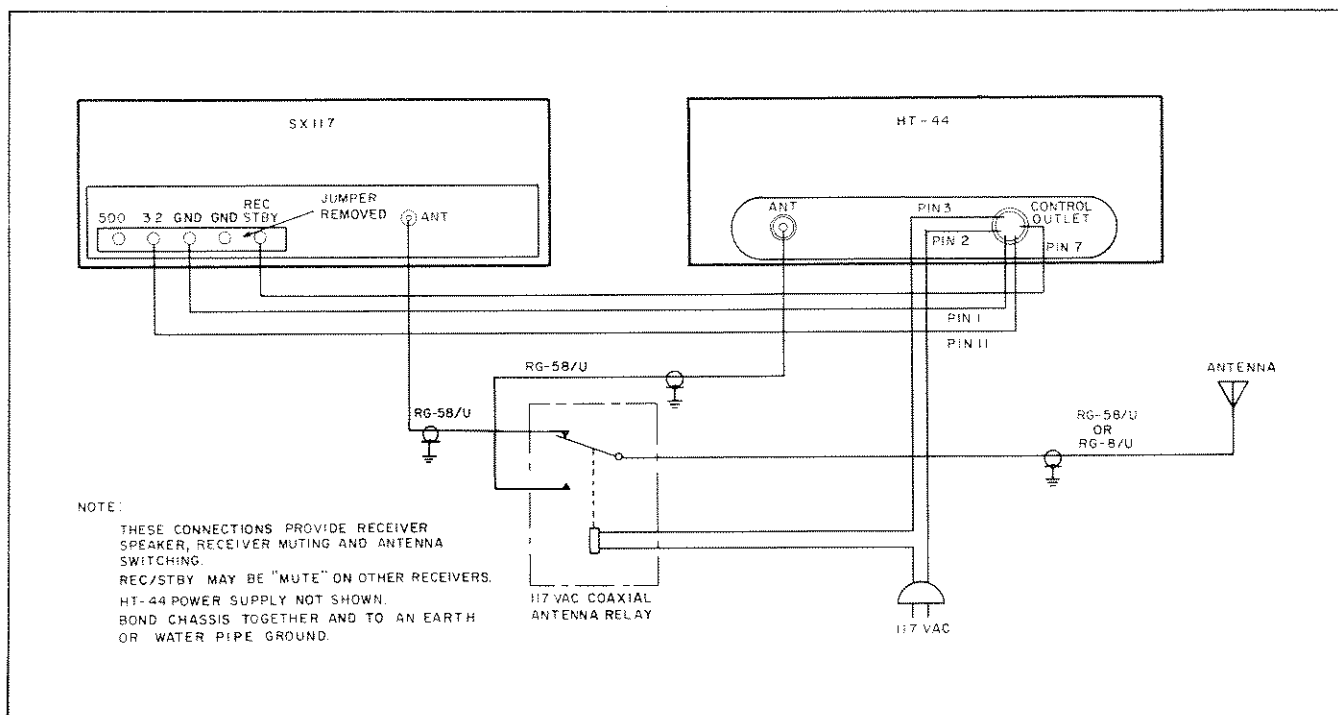 SX117
HT-44
500 3.2 GND GND REC
STBY
JUMPER
REMOVED
ANT
ANT
PIN 3
PIN 2
CONTROL
OUTLET
PIN 7
PIN 1
PIN 11
RG-58/U
RG-58/U
ANTENNA
RG-58/U
OR
RG-8/U
NOTE:
THESE CONNECTIONS PROVIDE RECEIVER
SPEAKER, RECEIVER MUTING AND ANTENNA
SWITCHING.
REC/STBY MAY BE "MUTE" ON OTHER RECEIVERS.
HT-44 POWER SUPPLY NOT SHOWN.
BOND CHASSIS TOGETHER AND TO AN EARTH
OR WATER PIPE GROUND.
117 VAC COAXIAL
ANTENNA RELAY
117 VAC